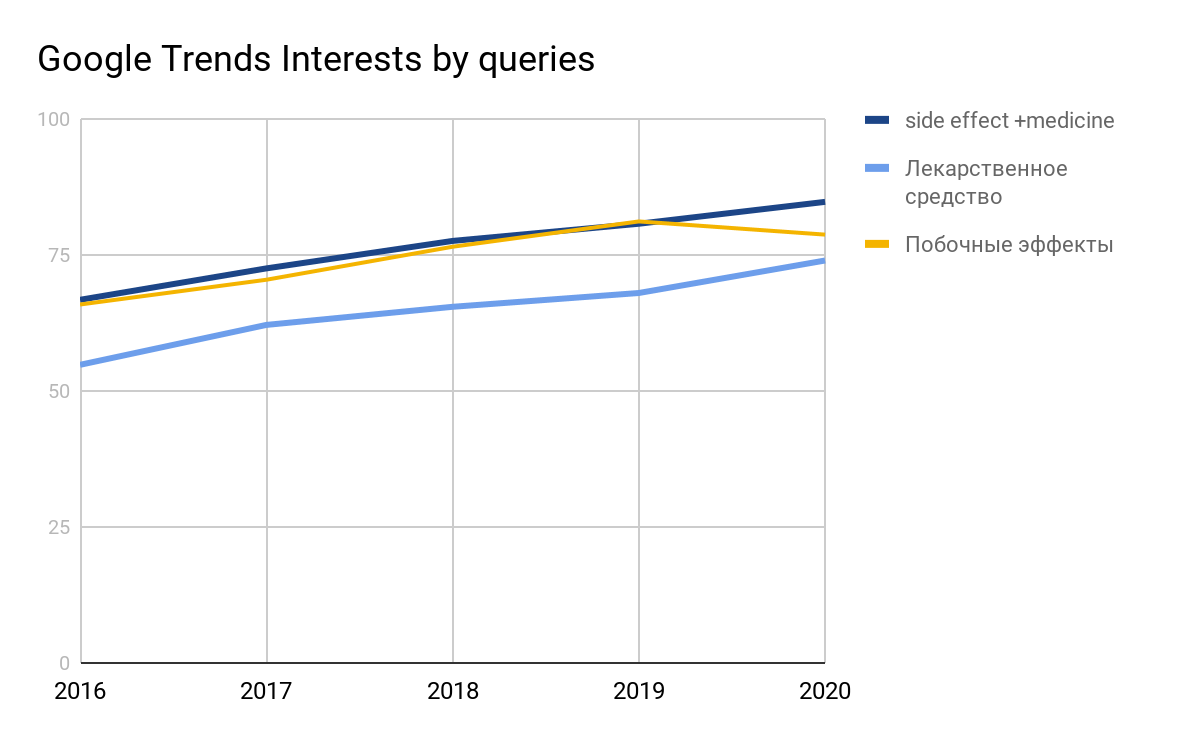 Google Trends Interests by queries
100
75
50
25
0
2016 2017 2018 2019 2020
side effect +medicine
Лекарственное
средство
Побочные эффекты